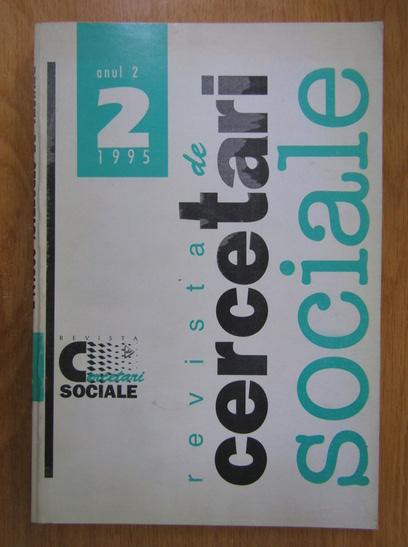 anul 2
2
1995
revista de
cercetari
sociale
REVISTA
Cercetari
SOCIALE